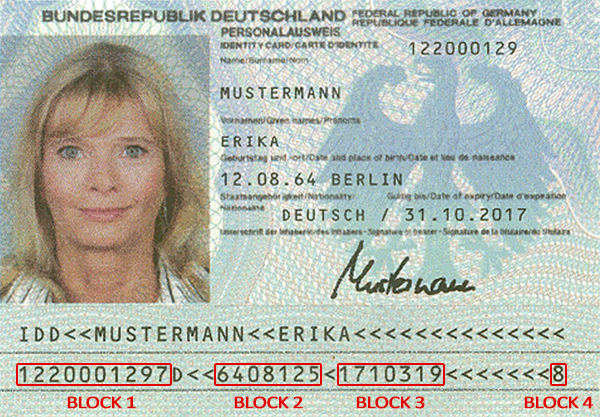 BUNDESREPUBLIK DEUTSCHLAND FEDERAL REPUBLIC OF GERMANY
REPUBLIQUE FEDERALE D'ALLEMAGNE
PERSONALAUSWEIS
IDENTITY CARD/CARTE D'IDENTITE 122000129
Name/Surname/Nom
MUSTERMANN
Vornamen/Given names/Prénoms
ERIKA
Geburtstag und -ort/Date and place of birth/Date et lieu de naissance
12.08.64 BERLIN
Staatsangehörigkeit/Nationality/ Gültig bis/Date of expiry/Date d'expiration
Nationalité
DEUTSCH / 31.10.2017
Unterschrift der Inhaberin/des Inhabers - Signature of bearer - Signature de la titulaire/du titulaire
Mustermann
IDD<<MUSTERMANN<<ERIKA<<<<<<<<<<<<<<
1220001297D<<6408125<1710319<<<<<<<8
BLOCK 1 BLOCK 2 BLOCK 3 BLOCK 4